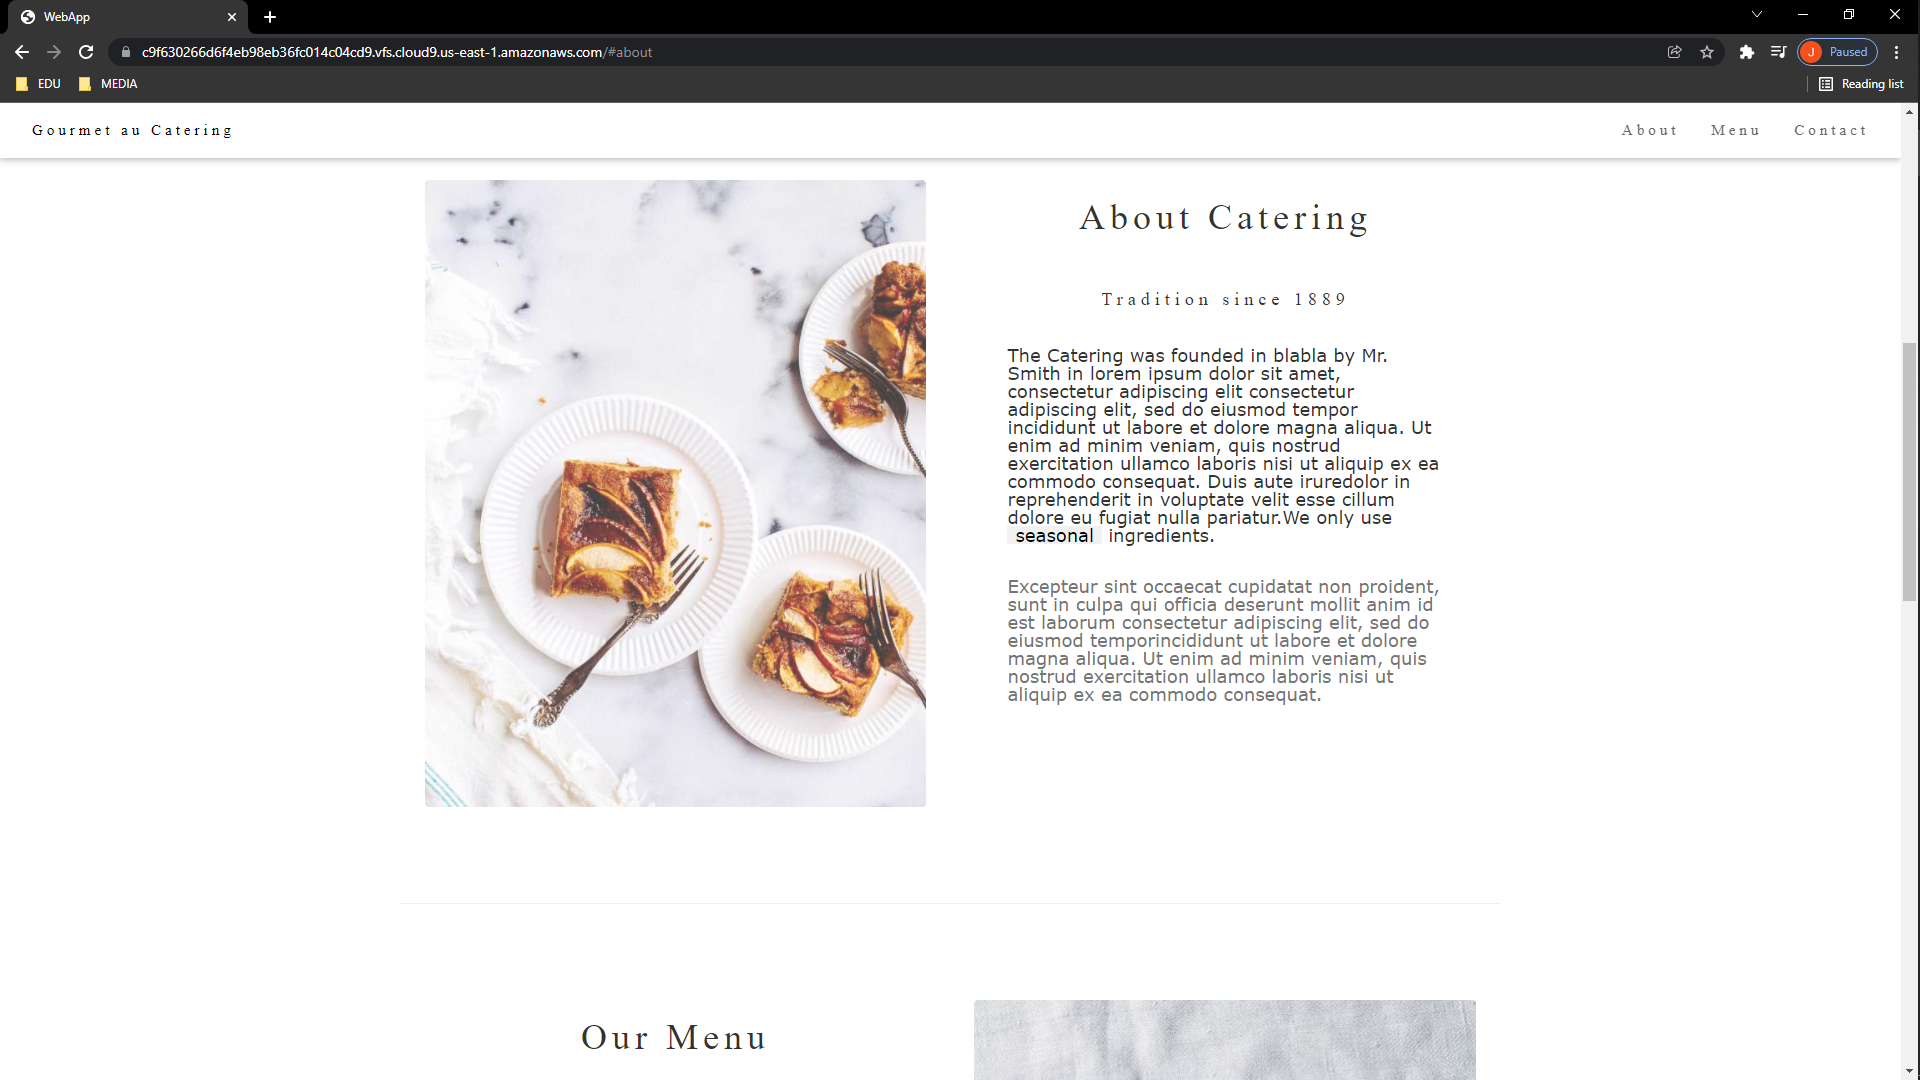 WebApp
c9f630266d6f4eb98eb36fc014c04cd9.vfs.cloud9.us-east-1.amazonaws.com/#about
J Paused
EDU MEDIA
Reading list
Gourmet au Catering
About Menu Contact
About Catering
Tradition since 1889
The Catering was founded in blabla by Mr.
Smith in lorem ipsum dolor sit amet,
consectetur adipiscing elit consectetur
adipiscing elit, sed do eiusmod tempor
incididunt ut labore et dolore magna aliqua. Ut
enim ad minim veniam, quis nostrud
exercitation ullamco laboris nisi ut aliquip ex ea
commodo consequat. Duis aute iruredolor in
reprehenderit in voluptate velit esse cillum
dolore eu fugiat nulla pariatur.We only use
seasonal ingredients.
Excepteur sint occaecat cupidatat non proident,
sunt in culpa qui officia deserunt mollit anim id
est laborum consectetur adipiscing elit, sed do
eiusmod temporincididunt ut labore et dolore
magna aliqua. Ut enim ad minim veniam, quis
nostrud exercitation ullamco laboris nisi ut
aliquip ex ea commodo consequat.
Our Menu